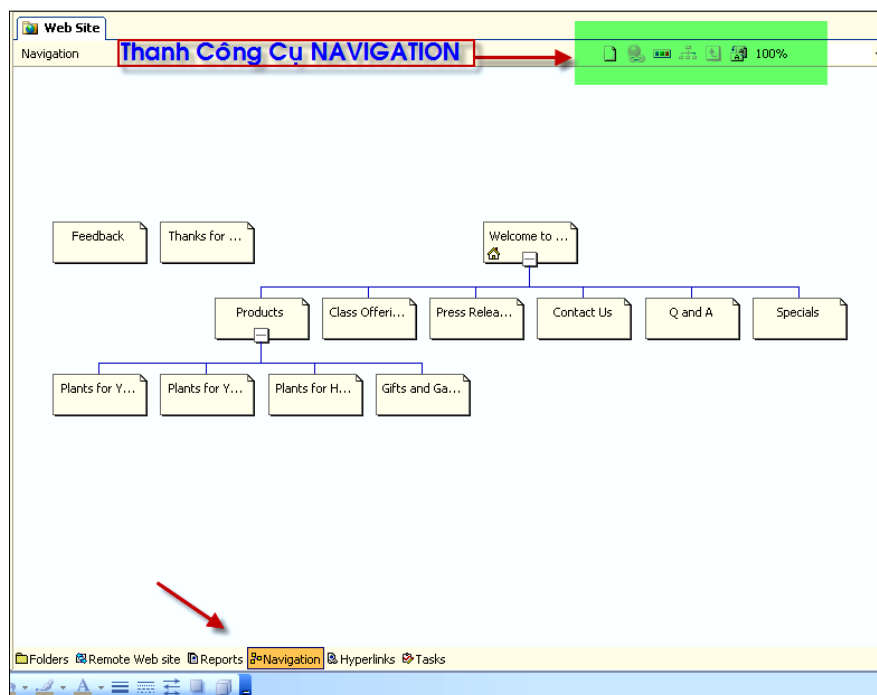 Web Site
Navigation
Thanh Công Cụ NAVIGATION
100%
Feedback
Thanks for ...
Welcome to ...
Products
Class Offeri...
Press Relea...
Contact Us
Q and A
Specials
Plants for Y...
Plants for Y...
Plants for H...
Gifts and Ga...
Folders Remote Web site Reports Navigation Hyperlinks Tasks
A